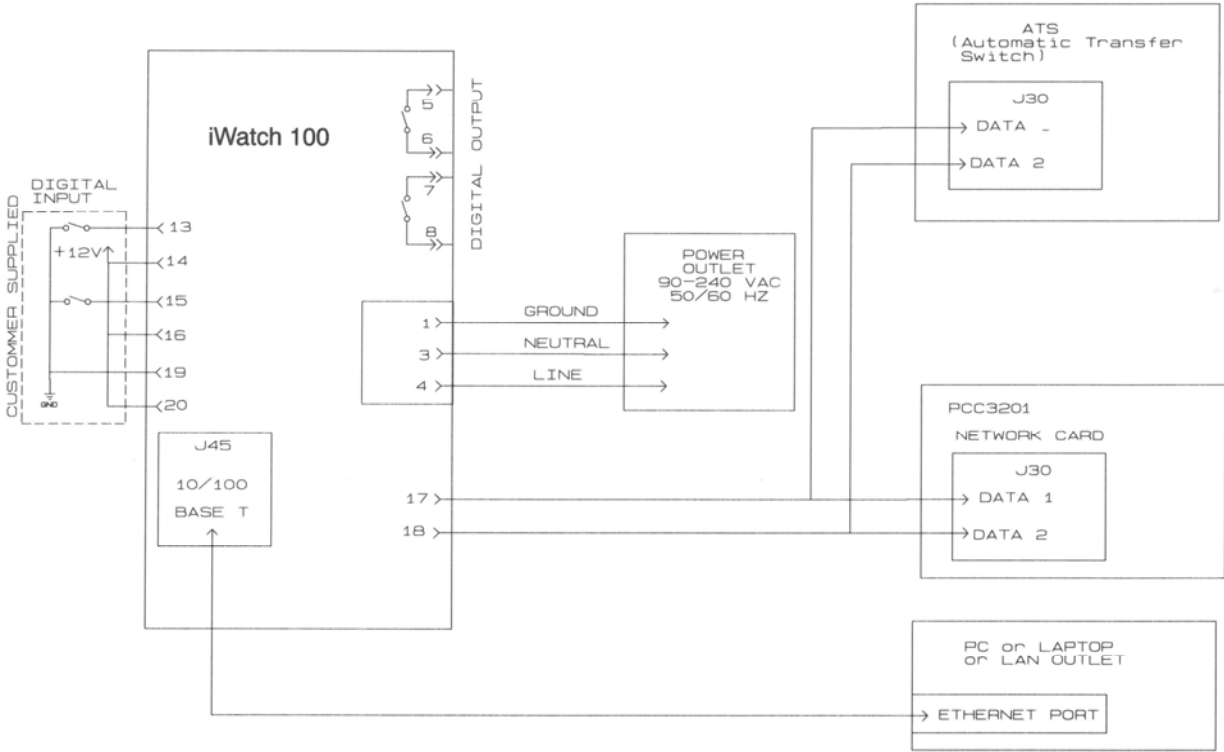 iWatch 100
DIGITAL OUTPUT
5
6
7
8
CUSTOMMER SUPPLIED
DIGITAL
INPUT
+12V
GND
13
14
15
16
19
20
J45
10/100
BASE T
1
3
4
17
18
GROUND
NEUTRAL
LINE
POWER
OUTLET
90-240 VAC
50/60 HZ
ATS
(Automatic Transfer
Switch)
J30
DATA _
DATA 2
PCC3201
NETWORK CARD
J30
DATA 1
DATA 2
PC or LAPTOP
or LAN OUTLET
ETHERNET PORT